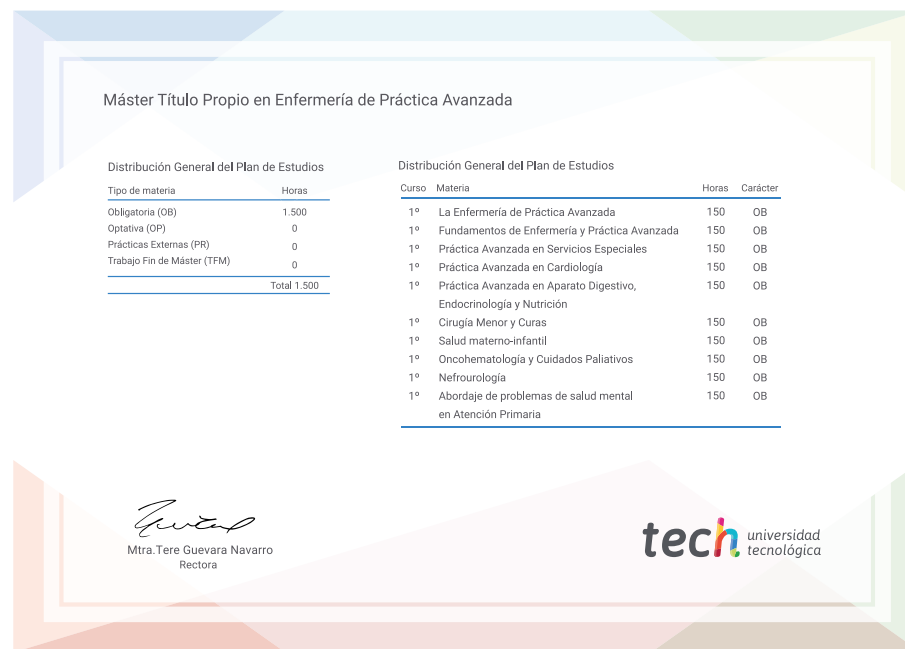 Máster Título Propio en Enfermería de Práctica Avanzada
Distribución General del Plan de Estudios
Tipo de materia Horas
Obligatoria (OB) 1.500
Optativa (OP) 0
Prácticas Externas (PR) 0
Trabajo Fin de Máster (TFM) 0
Total 1.500
Distribución General del Plan de Estudios
Curso Materia Horas Carácter
1º La Enfermería de Práctica Avanzada 150 OB
1º Fundamentos de Enfermería y Práctica Avanzada 150 OB
1º Práctica Avanzada en Servicios Especiales 150 OB
1º Práctica Avanzada en Cardiología 150 OB
1º Práctica Avanzada en Aparato Digestivo, 150 OB
Endocrinología y Nutrición
1º Cirugía Menor y Curas 150 OB
1º Salud materno-infantil 150 OB
1º Oncohematología y Cuidados Paliativos 150 OB
1º Nefrourología 150 OB
1º Abordaje de problemas de salud mental 150 OB
en Atención Primaria
Mtra.Tere Guevara Navarro
Rectora
tech universidad
tecnológica